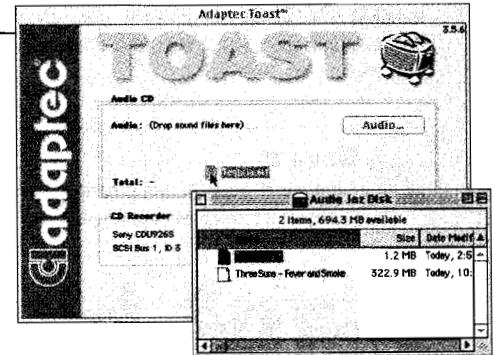 Adaptec Toast™
3.5.6
TOAST
adaptec
Audio CD
Audio: (Drop sound files here)
Audio...
Total: -
CD Recorder
Sony CDU926S
SCSI Bus 1, ID 3
Audio Jaz Disk
2 items, 694.3 MB available
Size Date Modif
1.2 MB Today, 2:5
Three Sure - Fever and Smoke 322.9 MB Today, 10: